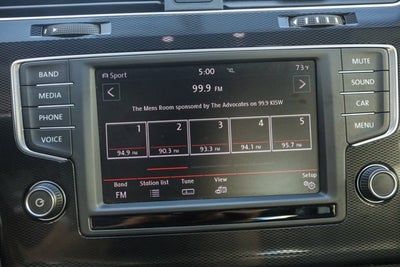 BAND
MEDIA
PHONE
VOICE
Sport 5:00 73°F
99.9 FM
The Mens Room sponsored by The Advocates on 99.9 KISW
1 2 3 4 5
94.9 FM 90.3 FM 93.3 FM 94.1 FM 95.7 FM
Band Station list Tune View Setup
FM
MUTE
SOUND
CAR
MENU